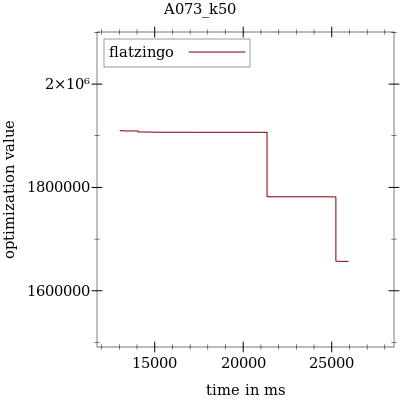 A073_k50
flatzingo
optimization value
2×10⁶
1800000
1600000
15000 20000 25000
time in ms